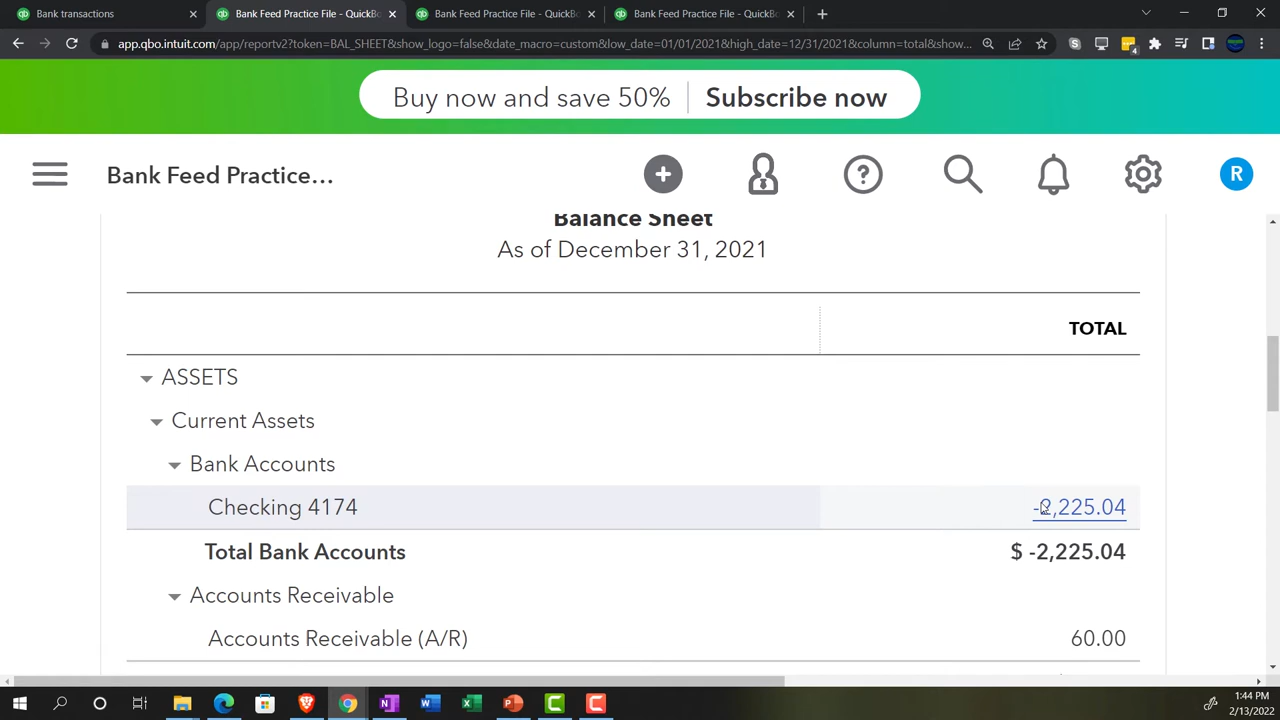 Bank transactions
Bank Feed Practice File - QuickBo
Bank Feed Practice File - QuickBo
Bank Feed Practice File - QuickBo
app.qbo.intuit.com/app/reportv2?token=BAL_SHEET&show_logo=false&date_macro=custom&low_date=01/01/2021&high_date=12/31/2021&column=total&show...
4
Buy now and save 50% Subscribe now
Bank Feed Practice...
R
Balance Sheet
As of December 31, 2021
TOTAL
ASSETS
Current Assets
Bank Accounts
Checking 4174 -2,225.04
Total Bank Accounts $ -2,225.04
Accounts Receivable
Accounts Receivable (A/R) 60.00
1:44 PM
2/13/2022